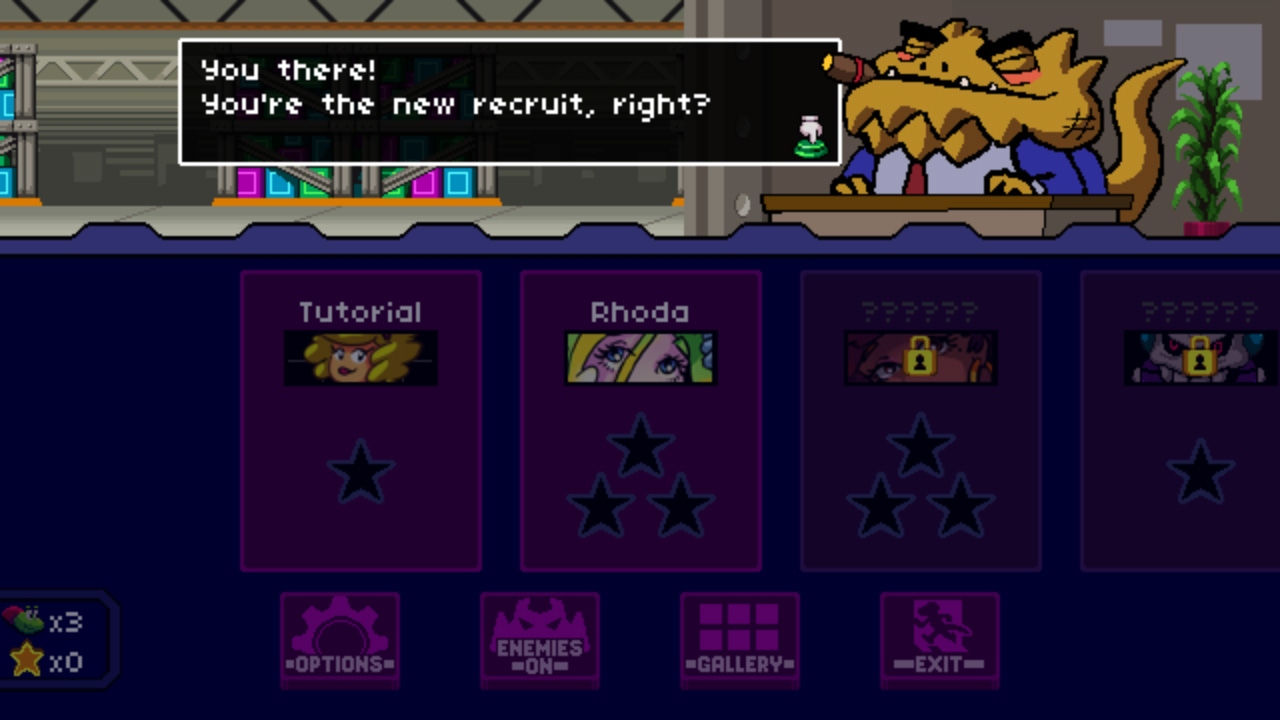 You there!
You're the new recruit, right?
Tutorial
Rhoda
??????
??????
x3
x0
OPTIONS
ENEMIES
ON
GALLERY
EXIT